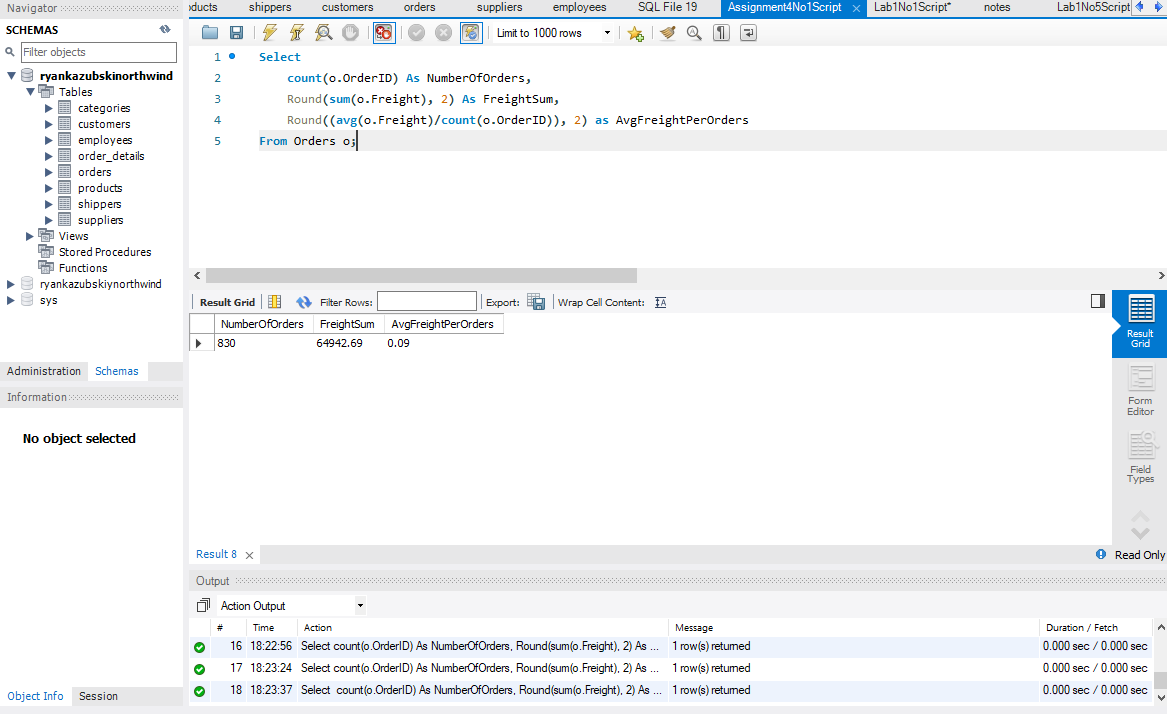 Navigator
ducts shippers customers orders suppliers employees SQL File 19 Assignment4No1Script Lab1No1Script* notes Lab1No5Script
SCHEMAS
Filter objects
Limit to 1000 rows
ryankazubskinorthwind
Tables
categories
customers
employees
order_details
orders
products
shippers
suppliers
Views
Stored Procedures
Functions
ryankazubskiynorthwind
sys
Administration Schemas
Information
No object selected
Object Info Session
1 Select
2 count(o.OrderID) As NumberOfOrders,
3 Round(sum(o.Freight), 2) As FreightSum,
4 Round((avg(o.Freight)/count(o.OrderID)), 2) as AvgFreightPerOrders
5 From Orders o;
Result Grid Filter Rows: Export: Wrap Cell Content: IA
NumberOfOrders FreightSum AvgFreightPerOrders
830 64942.69 0.09
Result
Grid
Form
Editor
Field
Types
Result 8
Read Only
Output
Action Output
# Time Action Message Duration / Fetch
16 18:22:56 Select count(o.OrderID) As NumberOfOrders, Round(sum(o.Freight), 2) As ... 1 row(s) returned 0.000 sec / 0.000 sec
17 18:23:24 Select count(o.OrderID) As NumberOfOrders, Round(sum(o.Freight), 2) As ... 1 row(s) returned 0.000 sec / 0.000 sec
18 18:23:37 Select count(o.OrderID) As NumberOfOrders, Round(sum(o.Freight), 2) As ... 1 row(s) returned 0.000 sec / 0.000 sec